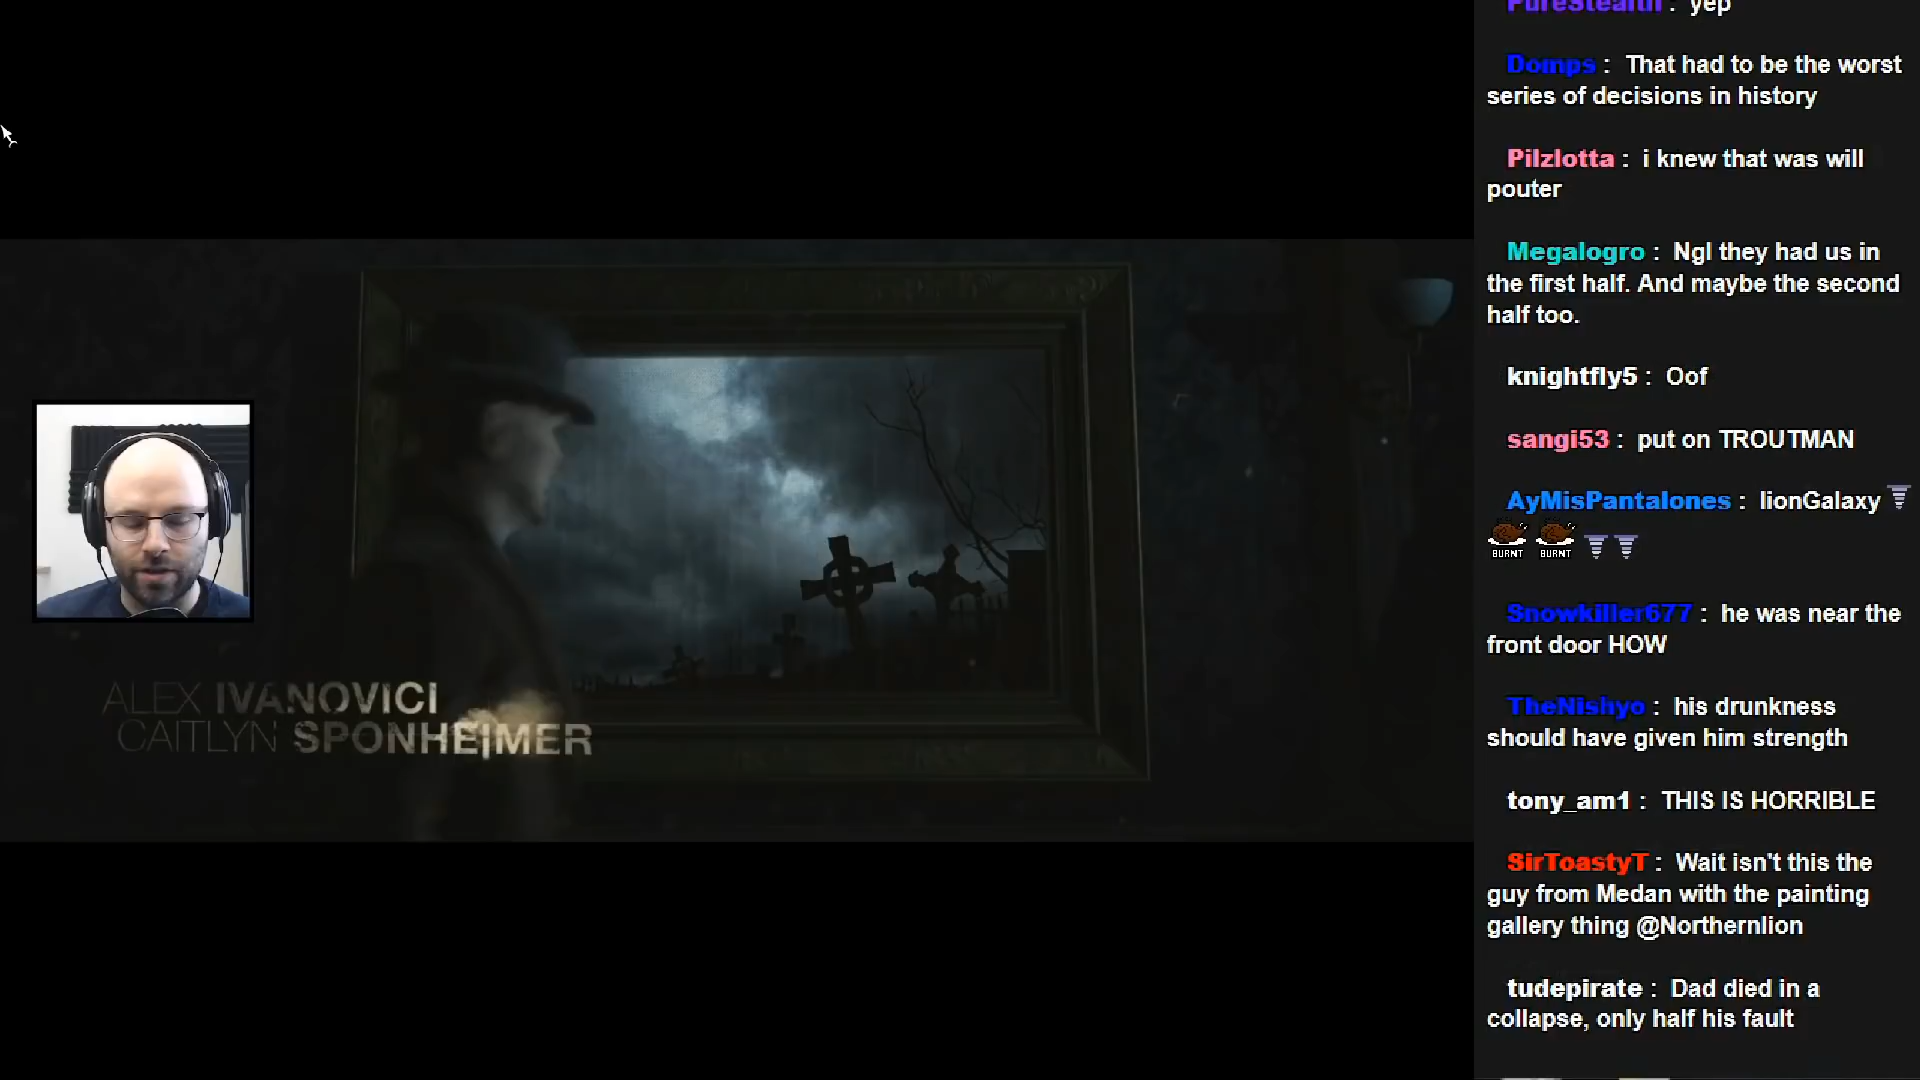 PureStealth : yep
Domps : That had to be the worst
series of decisions in history
Pilzlotta : i knew that was will
pouter
Megalogro : Ngl they had us in
the first half. And maybe the second
half too.
knightfly5 : Oof
sangi53 : put on TROUTMAN
AyMisPantalones : lionGalaxy
BURNT BURNT
Snowkiller677 : he was near the
front door HOW
TheNishyo : his drunkness
should have given him strength
tony_am1 : THIS IS HORRIBLE
SirToastyT : Wait isn't this the
guy from Medan with the painting
gallery thing @Northernlion
tudepirate : Dad died in a
collapse, only half his fault
ALEX IVANOVICI
CAITLYN SPONHEIMER